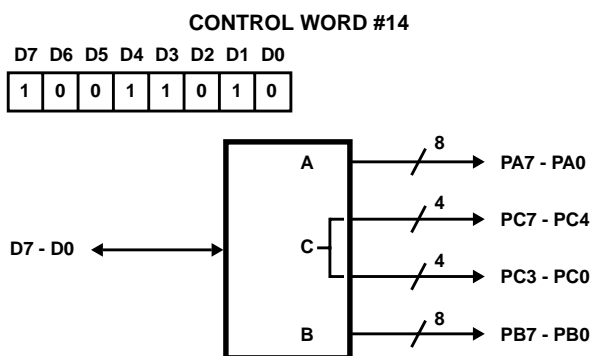 CONTROL WORD #14
D7 D6 D5 D4 D3 D2 D1 D0
1 0 0 1 1 0 1 0
8
A PA7 - PA0
4
PC7 - PC4
D7 - D0 C
4
PC3 - PC0
8
B PB7 - PB0